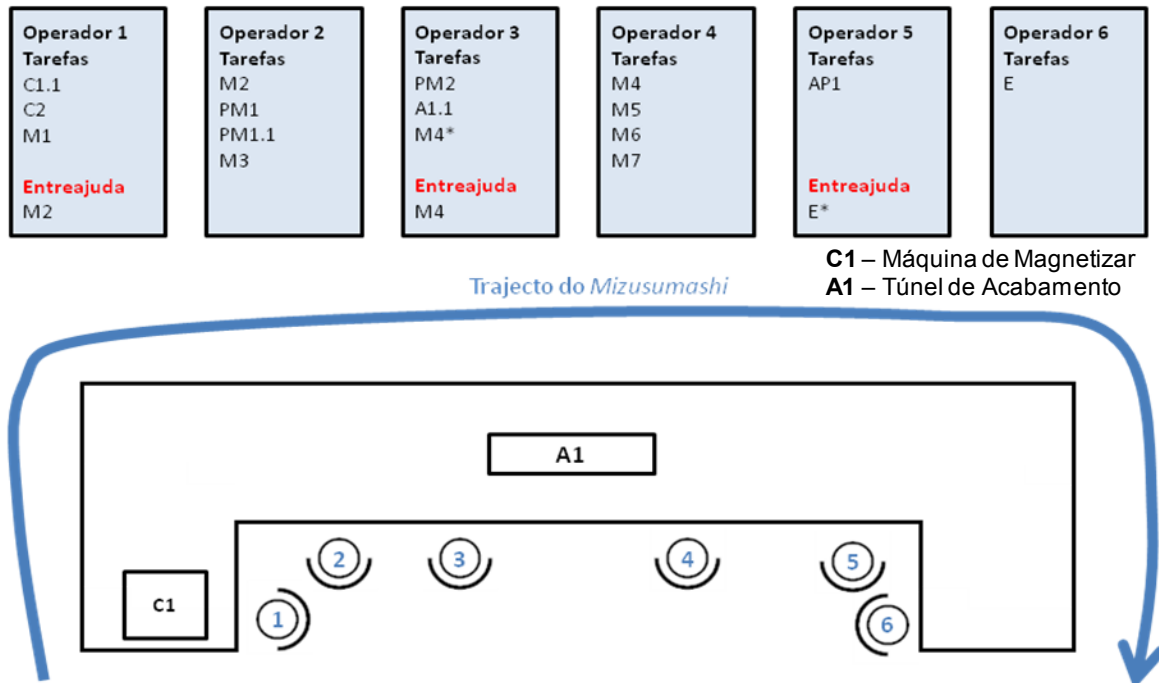 Operador 1
Tarefas
C1.1
C2
M1
Entreajuda
M2
Operador 2
Tarefas
M2
PM1
PM1.1
M3
Operador 3
Tarefas
PM2
A1.1
M4*
Entreajuda
M4
Operador 4
Tarefas
M4
M5
M6
M7
Operador 5
Tarefas
AP1
Entreajuda
E*
Operador 6
Tarefas
E
C1 – Máquina de Magnetizar
A1 – Túnel de Acabamento
Trajecto do Mizusumashi
A1
C1
1
2
3
4
5
6